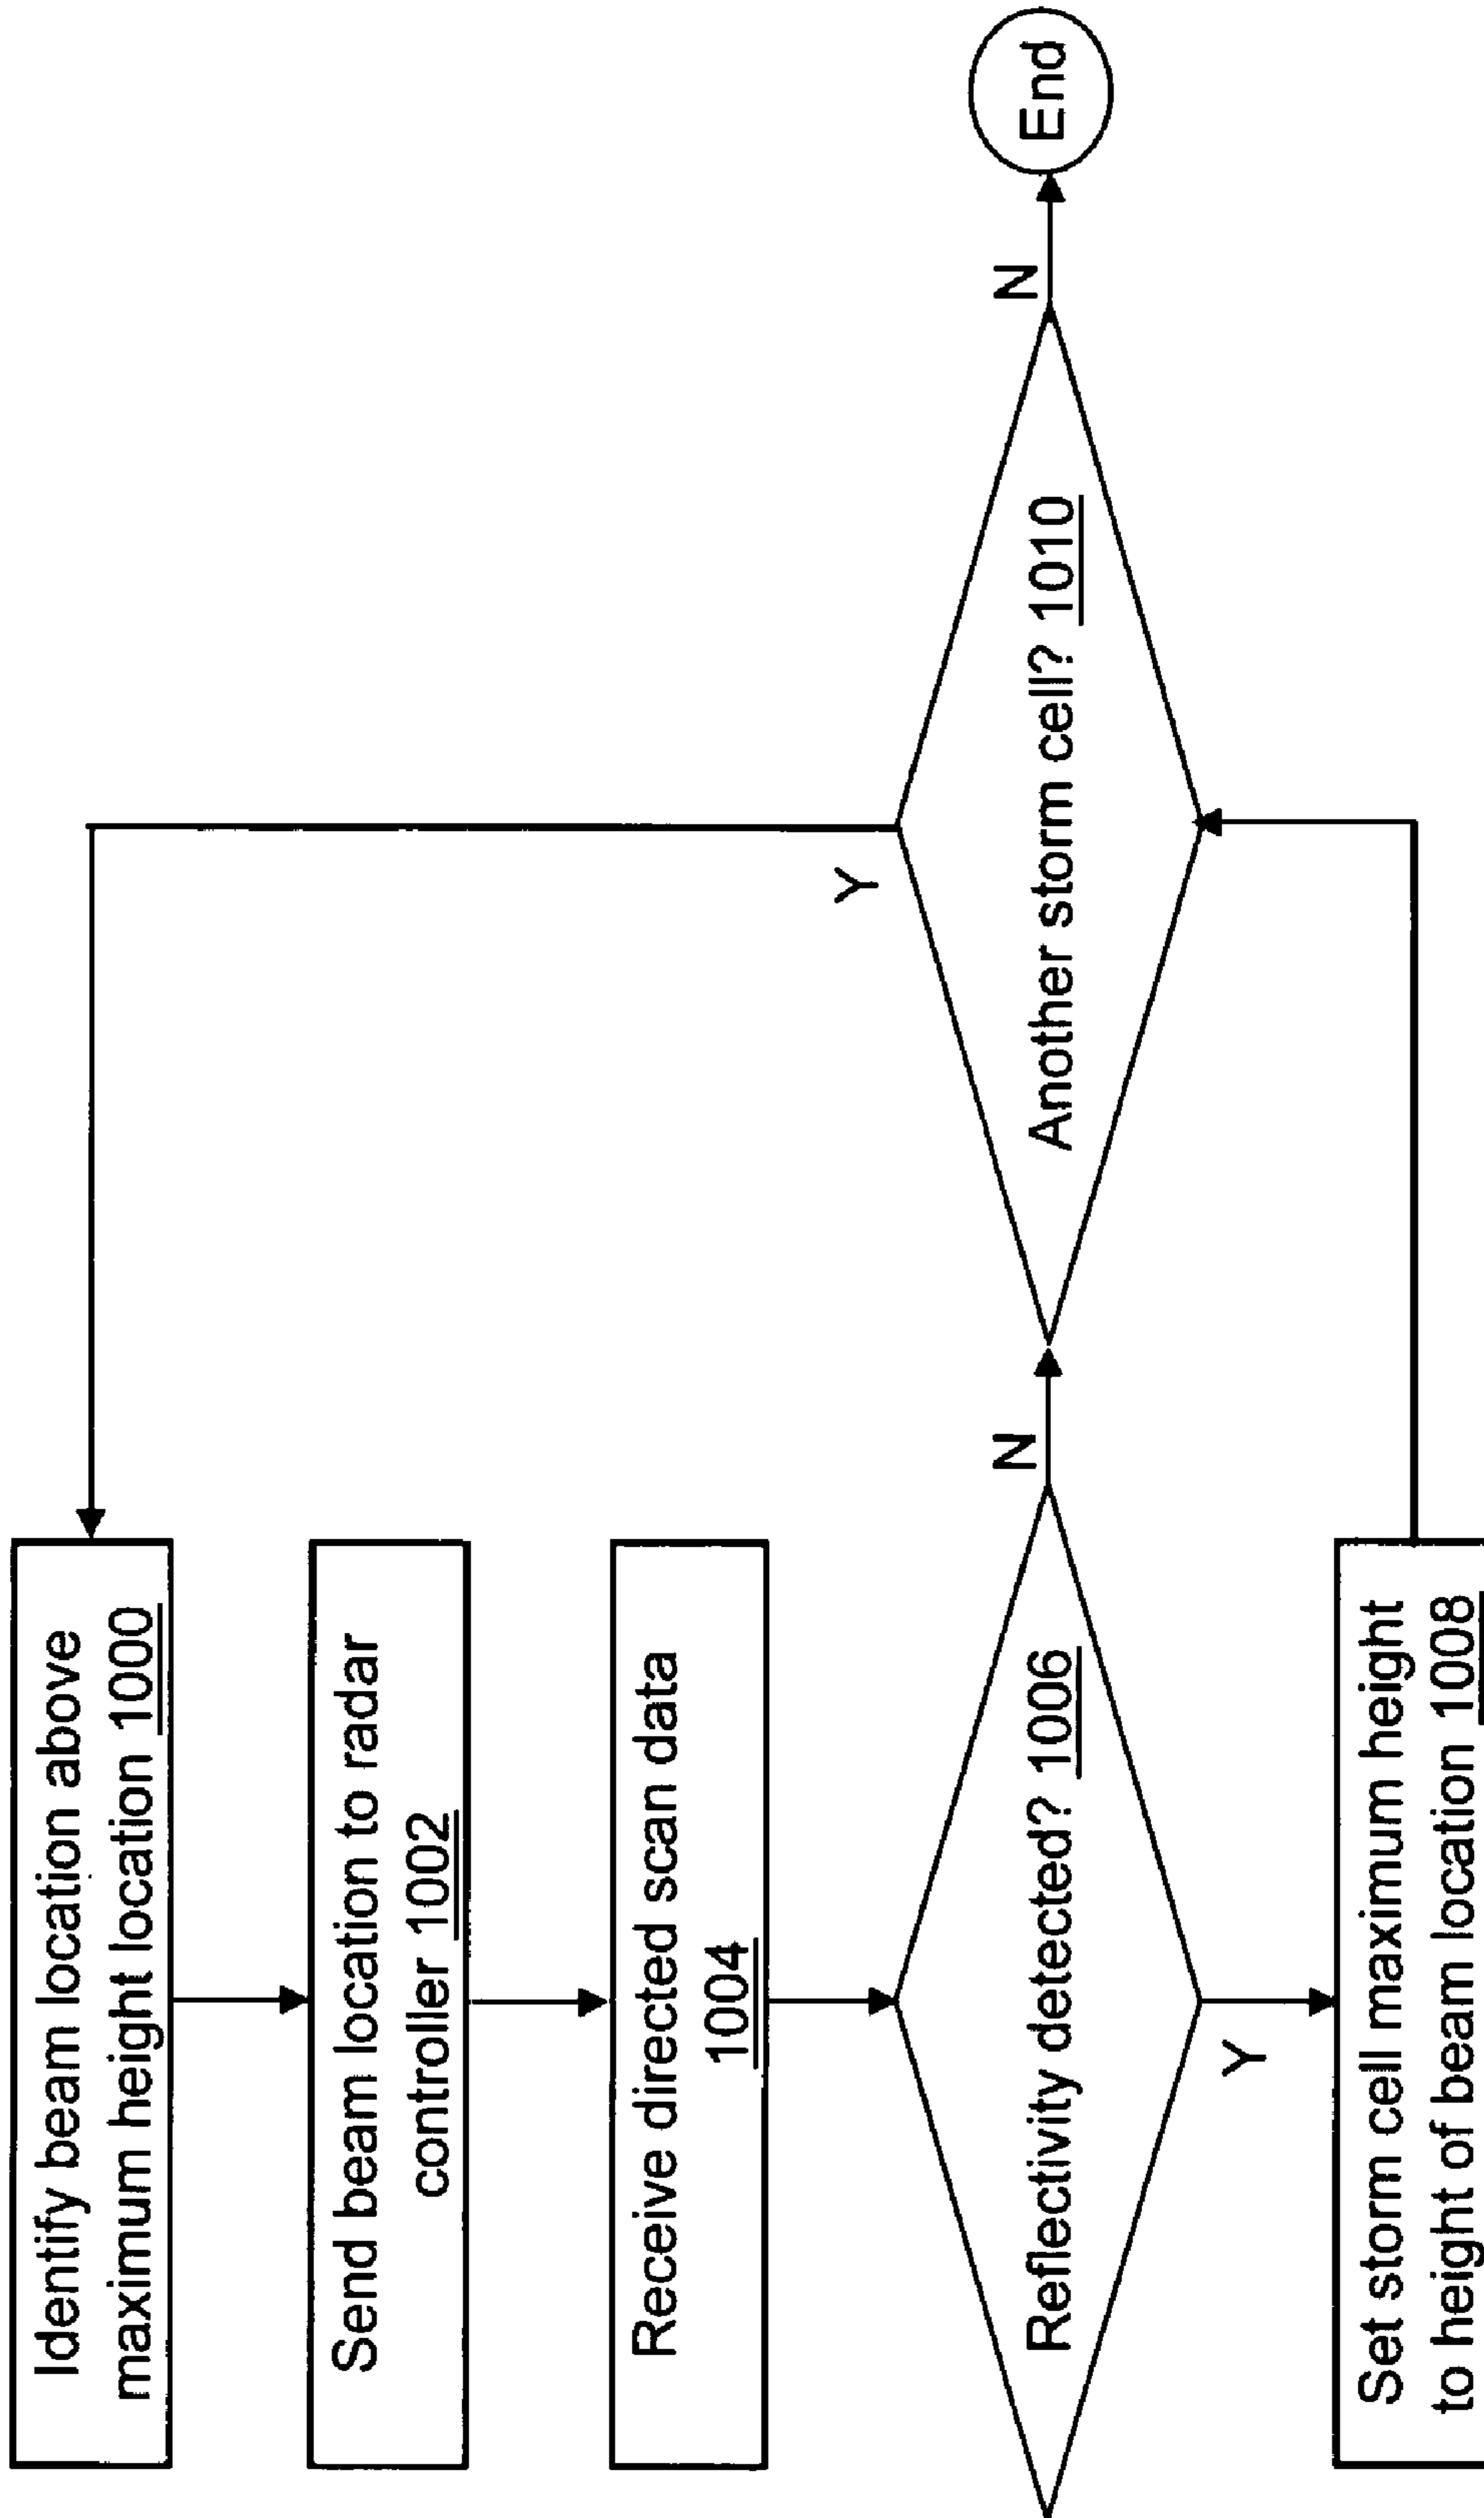 Identify beam location above
maximum height location 1000
Send beam location to radar
controller 1002
Receive directed scan data
1004
Reflectivity detected? 1006
N
Y
Set storm cell maximum height
to height of beam location 1008
Another storm cell? 1010
Y
N
End